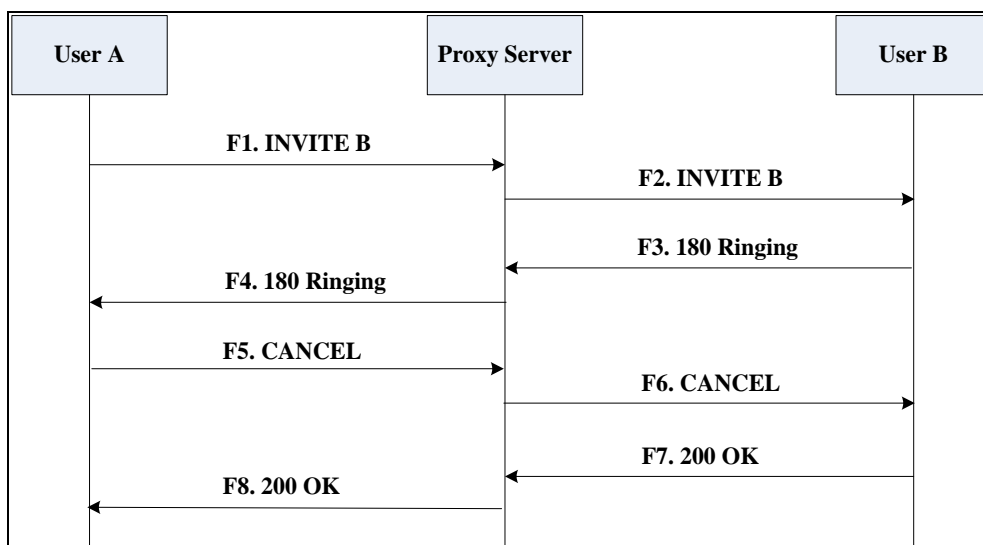 User A
Proxy Server
User B
F1. INVITE B
F2. INVITE B
F3. 180 Ringing
F4. 180 Ringing
F5. CANCEL
F6. CANCEL
F7. 200 OK
F8. 200 OK